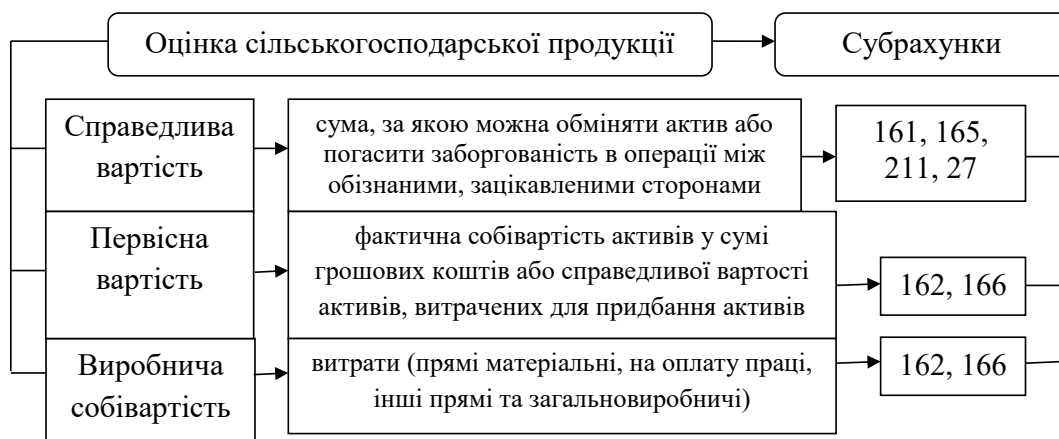 Оцінка сільськогосподарської продукції
Субрахунки
Справедлива
вартість
сума, за якою можна обміняти актив або
погасити заборгованість в операції між
обізнаними, зацікавленими сторонами
161, 165,
211, 27
Первісна
вартість
фактична собівартість активів у сумі
грошових коштів або справедливої вартості
активів, витрачених для придбання активів
162, 166
Виробнича
собівартість
витрати (прямі матеріальні, на оплату праці,
інші прямі та загальновиробничі)
162, 166